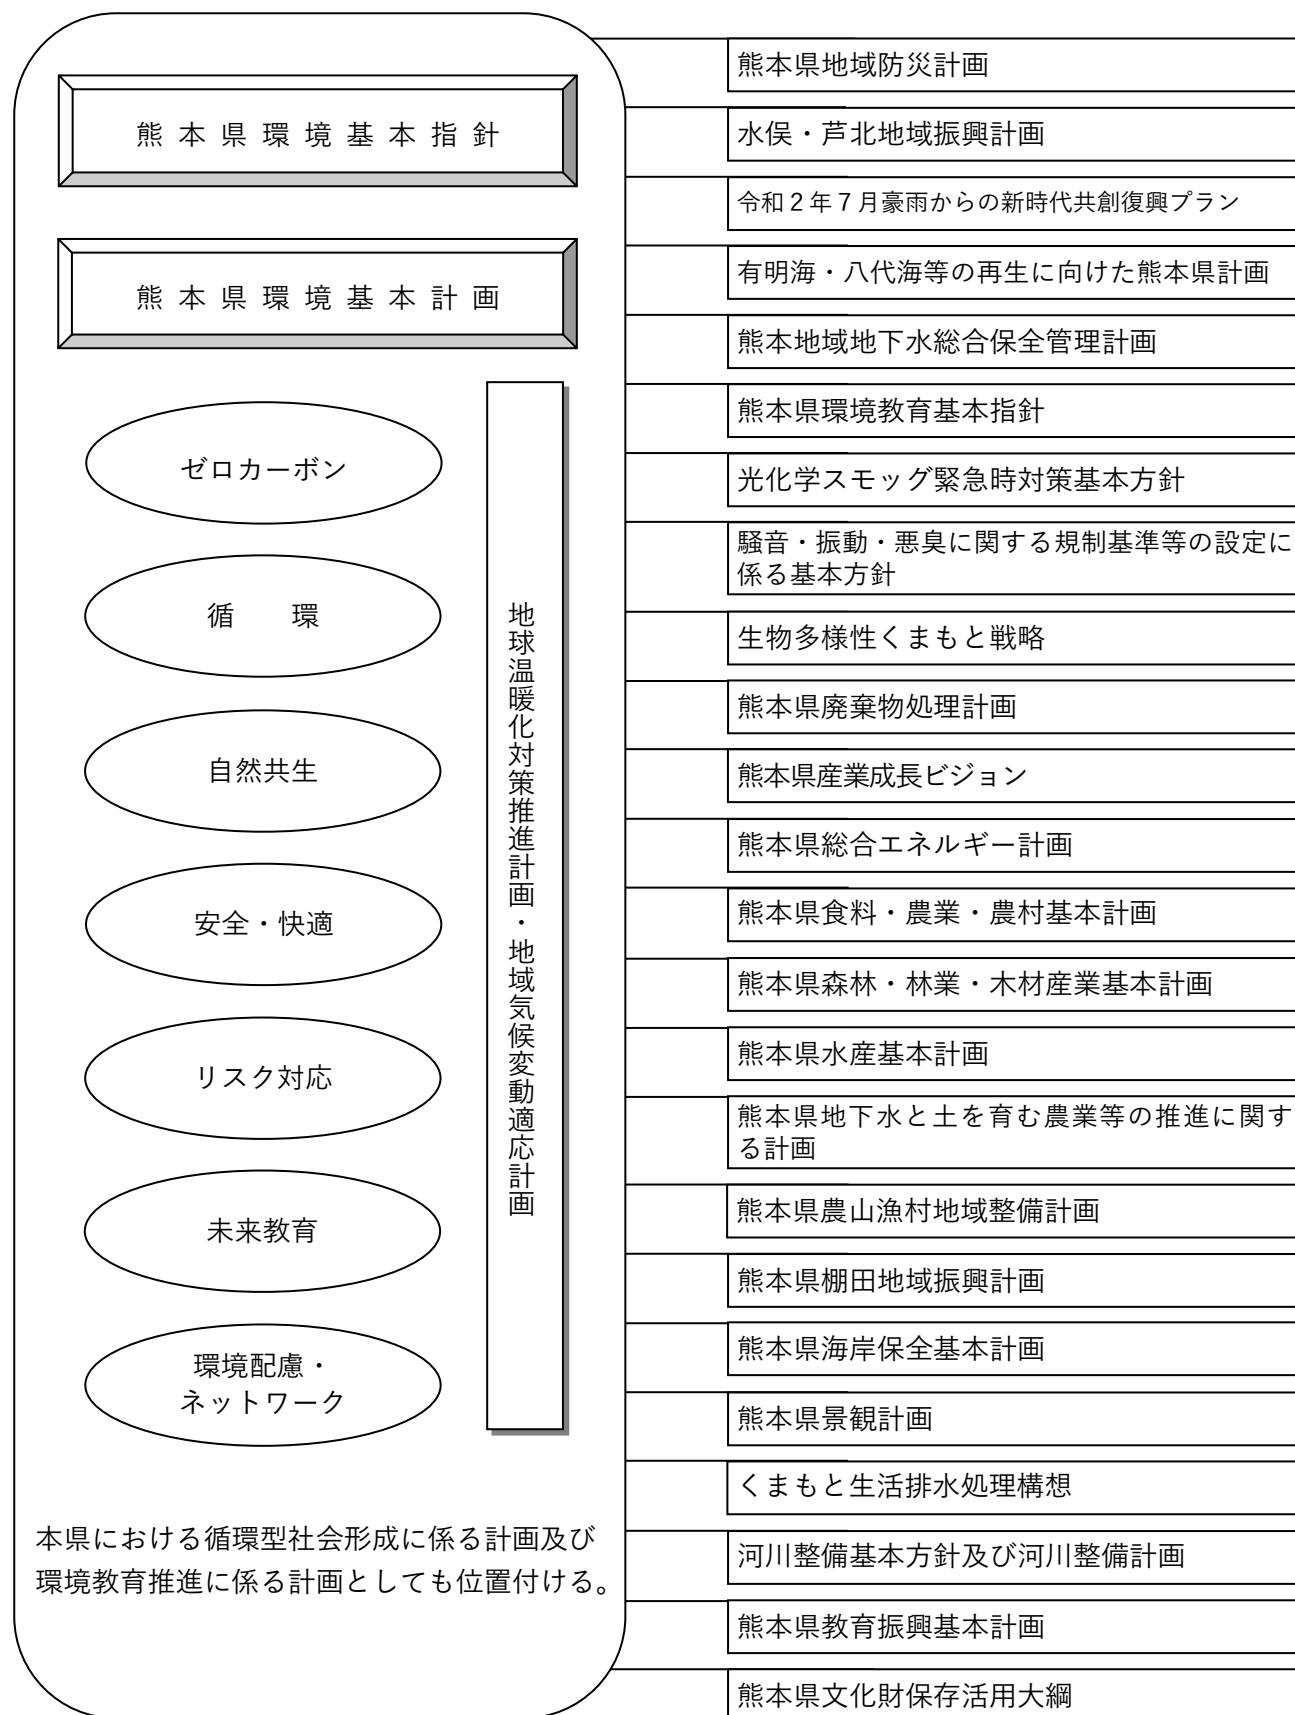 熊本県環境基本指針
熊本県環境基本計画
ゼロカーボン
循　　環
自然共生
安全・快適
リスク対応
未来教育
環境配慮・
ネットワーク
地球温暖化対策推進計画・地域気候変動適応計画
本県における循環型社会形成に係る計画及び
環境教育推進に係る計画としても位置付ける。
熊本県地域防災計画
水俣・芦北地域振興計画
令和２年７月豪雨からの新時代共創復興プラン
有明海・八代海等の再生に向けた熊本県計画
熊本地域地下水総合保全管理計画
熊本県環境教育基本指針
光化学スモッグ緊急時対策基本方針
騒音・振動・悪臭に関する規制基準等の設定に
係る基本方針
生物多様性くまもと戦略
熊本県廃棄物処理計画
熊本県産業成長ビジョン
熊本県総合エネルギー計画
熊本県食料・農業・農村基本計画
熊本県森林・林業・木材産業基本計画
熊本県水産基本計画
熊本県地下水と土を育む農業等の推進に関す
る計画
熊本県農山漁村地域整備計画
熊本県棚田地域振興計画
熊本県海岸保全基本計画
熊本県景観計画
くまもと生活排水処理構想
河川整備基本方針及び河川整備計画
熊本県教育振興基本計画
熊本県文化財保存活用大綱